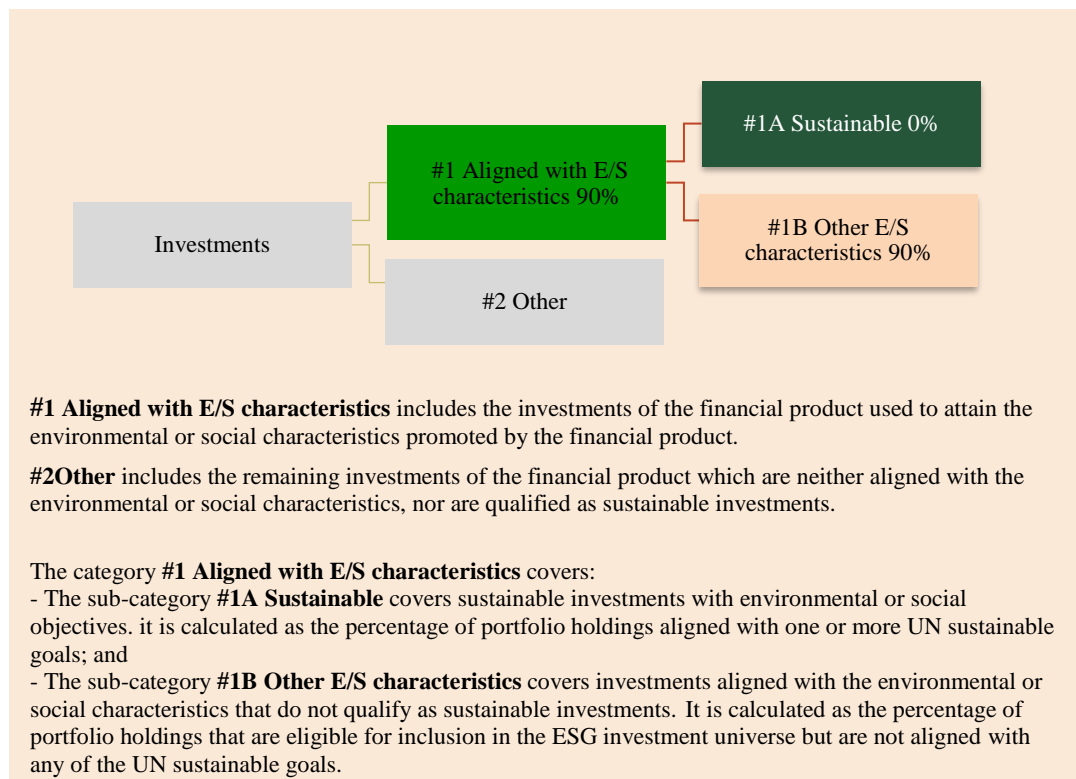 #1A Sustainable 0%
#1 Aligned with E/S
characteristics 90%
#1B Other E/S
characteristics 90%
Investments
#2 Other
#1 Aligned with E/S characteristics includes the investments of the financial product used to attain the
environmental or social characteristics promoted by the financial product.
#2Other includes the remaining investments of the financial product which are neither aligned with the
environmental or social characteristics, nor are qualified as sustainable investments.
The category #1 Aligned with E/S characteristics covers:
- The sub-category #1A Sustainable covers sustainable investments with environmental or social
objectives. it is calculated as the percentage of portfolio holdings aligned with one or more UN sustainable
goals; and
- The sub-category #1B Other E/S characteristics covers investments aligned with the environmental or
social characteristics that do not qualify as sustainable investments. It is calculated as the percentage of
portfolio holdings that are eligible for inclusion in the ESG investment universe but are not aligned with
any of the UN sustainable goals.